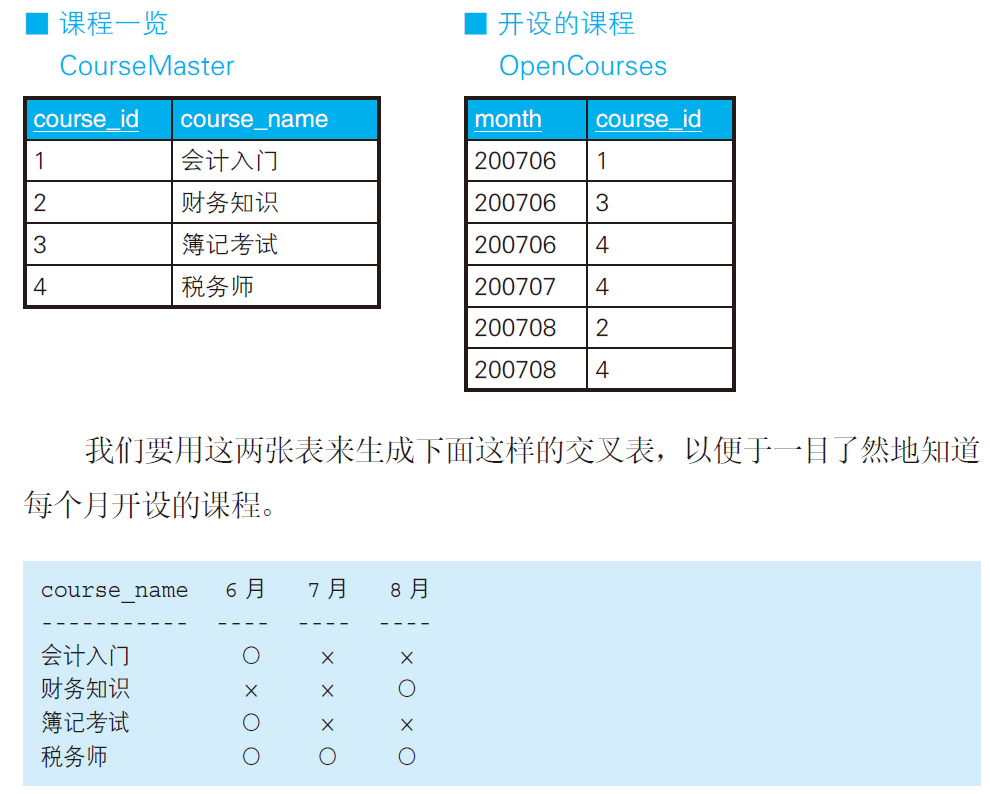 ■ 课程一览
CourseMaster
course_id course_name
1 会计入门
2 财务知识
3 簿记考试
4 税务师
■ 开设的课程
OpenCourses
month course_id
200706 1
200706 3
200706 4
200707 4
200708 2
200708 4
我们要用这两张表来生成下面这样的交叉表，以便于一目了然地知道
每个月开设的课程。
course_name 6 月 7 月 8 月
----------- ---- ---- ----
会计入门 ○ × ×
财务知识 × × ○
簿记考试 ○ × ×
税务师 ○ ○ ○